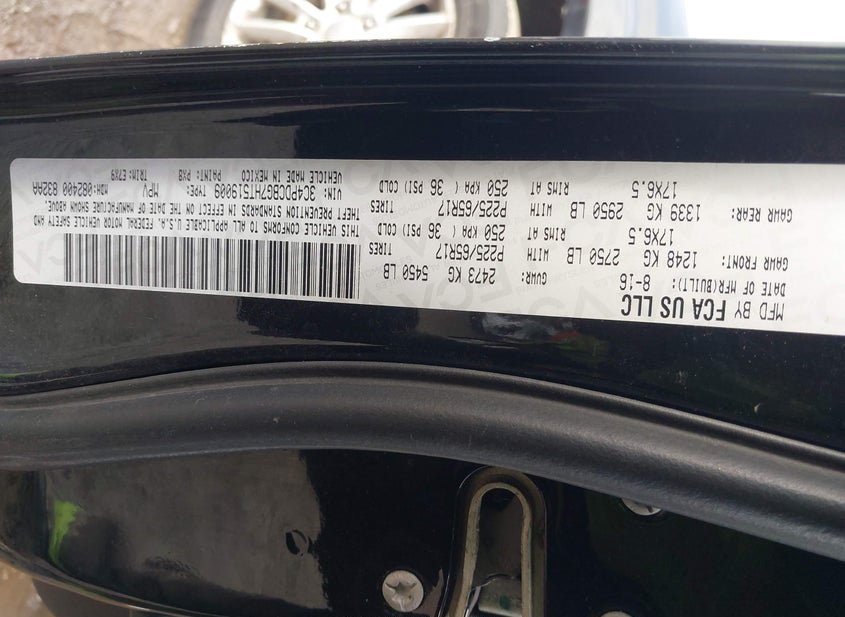 MFD BY FCA US LLC
DATE OF MFR(BUILT): 8-16 GVWR: 2473 KG 5450 LB
GAWR FRONT: 1248 KG 2750 LB WITH TIRES P225/65R17
RIMS AT 17X6.5 250 KPA ( 36 PSI) COLD
GAWR REAR: 1339 KG 2950 LB WITH TIRES P225/65R17
RIMS AT 17X6.5 250 KPA ( 36 PSI) COLD
THIS VEHICLE CONFORMS TO ALL APPLICABLE U.S.A. FEDERAL MOTOR VEHICLE SAFETY AND
THEFT PREVENTION STANDARDS IN EFFECT ON THE DATE OF MANUFACTURE SHOWN ABOVE.
VIN: 3C4PDCB67HT519009 TYPE: MPV MDH:082400 832AA
VEHICLE MADE IN MEXICO PAINT: PX8 TRIM: E7X9